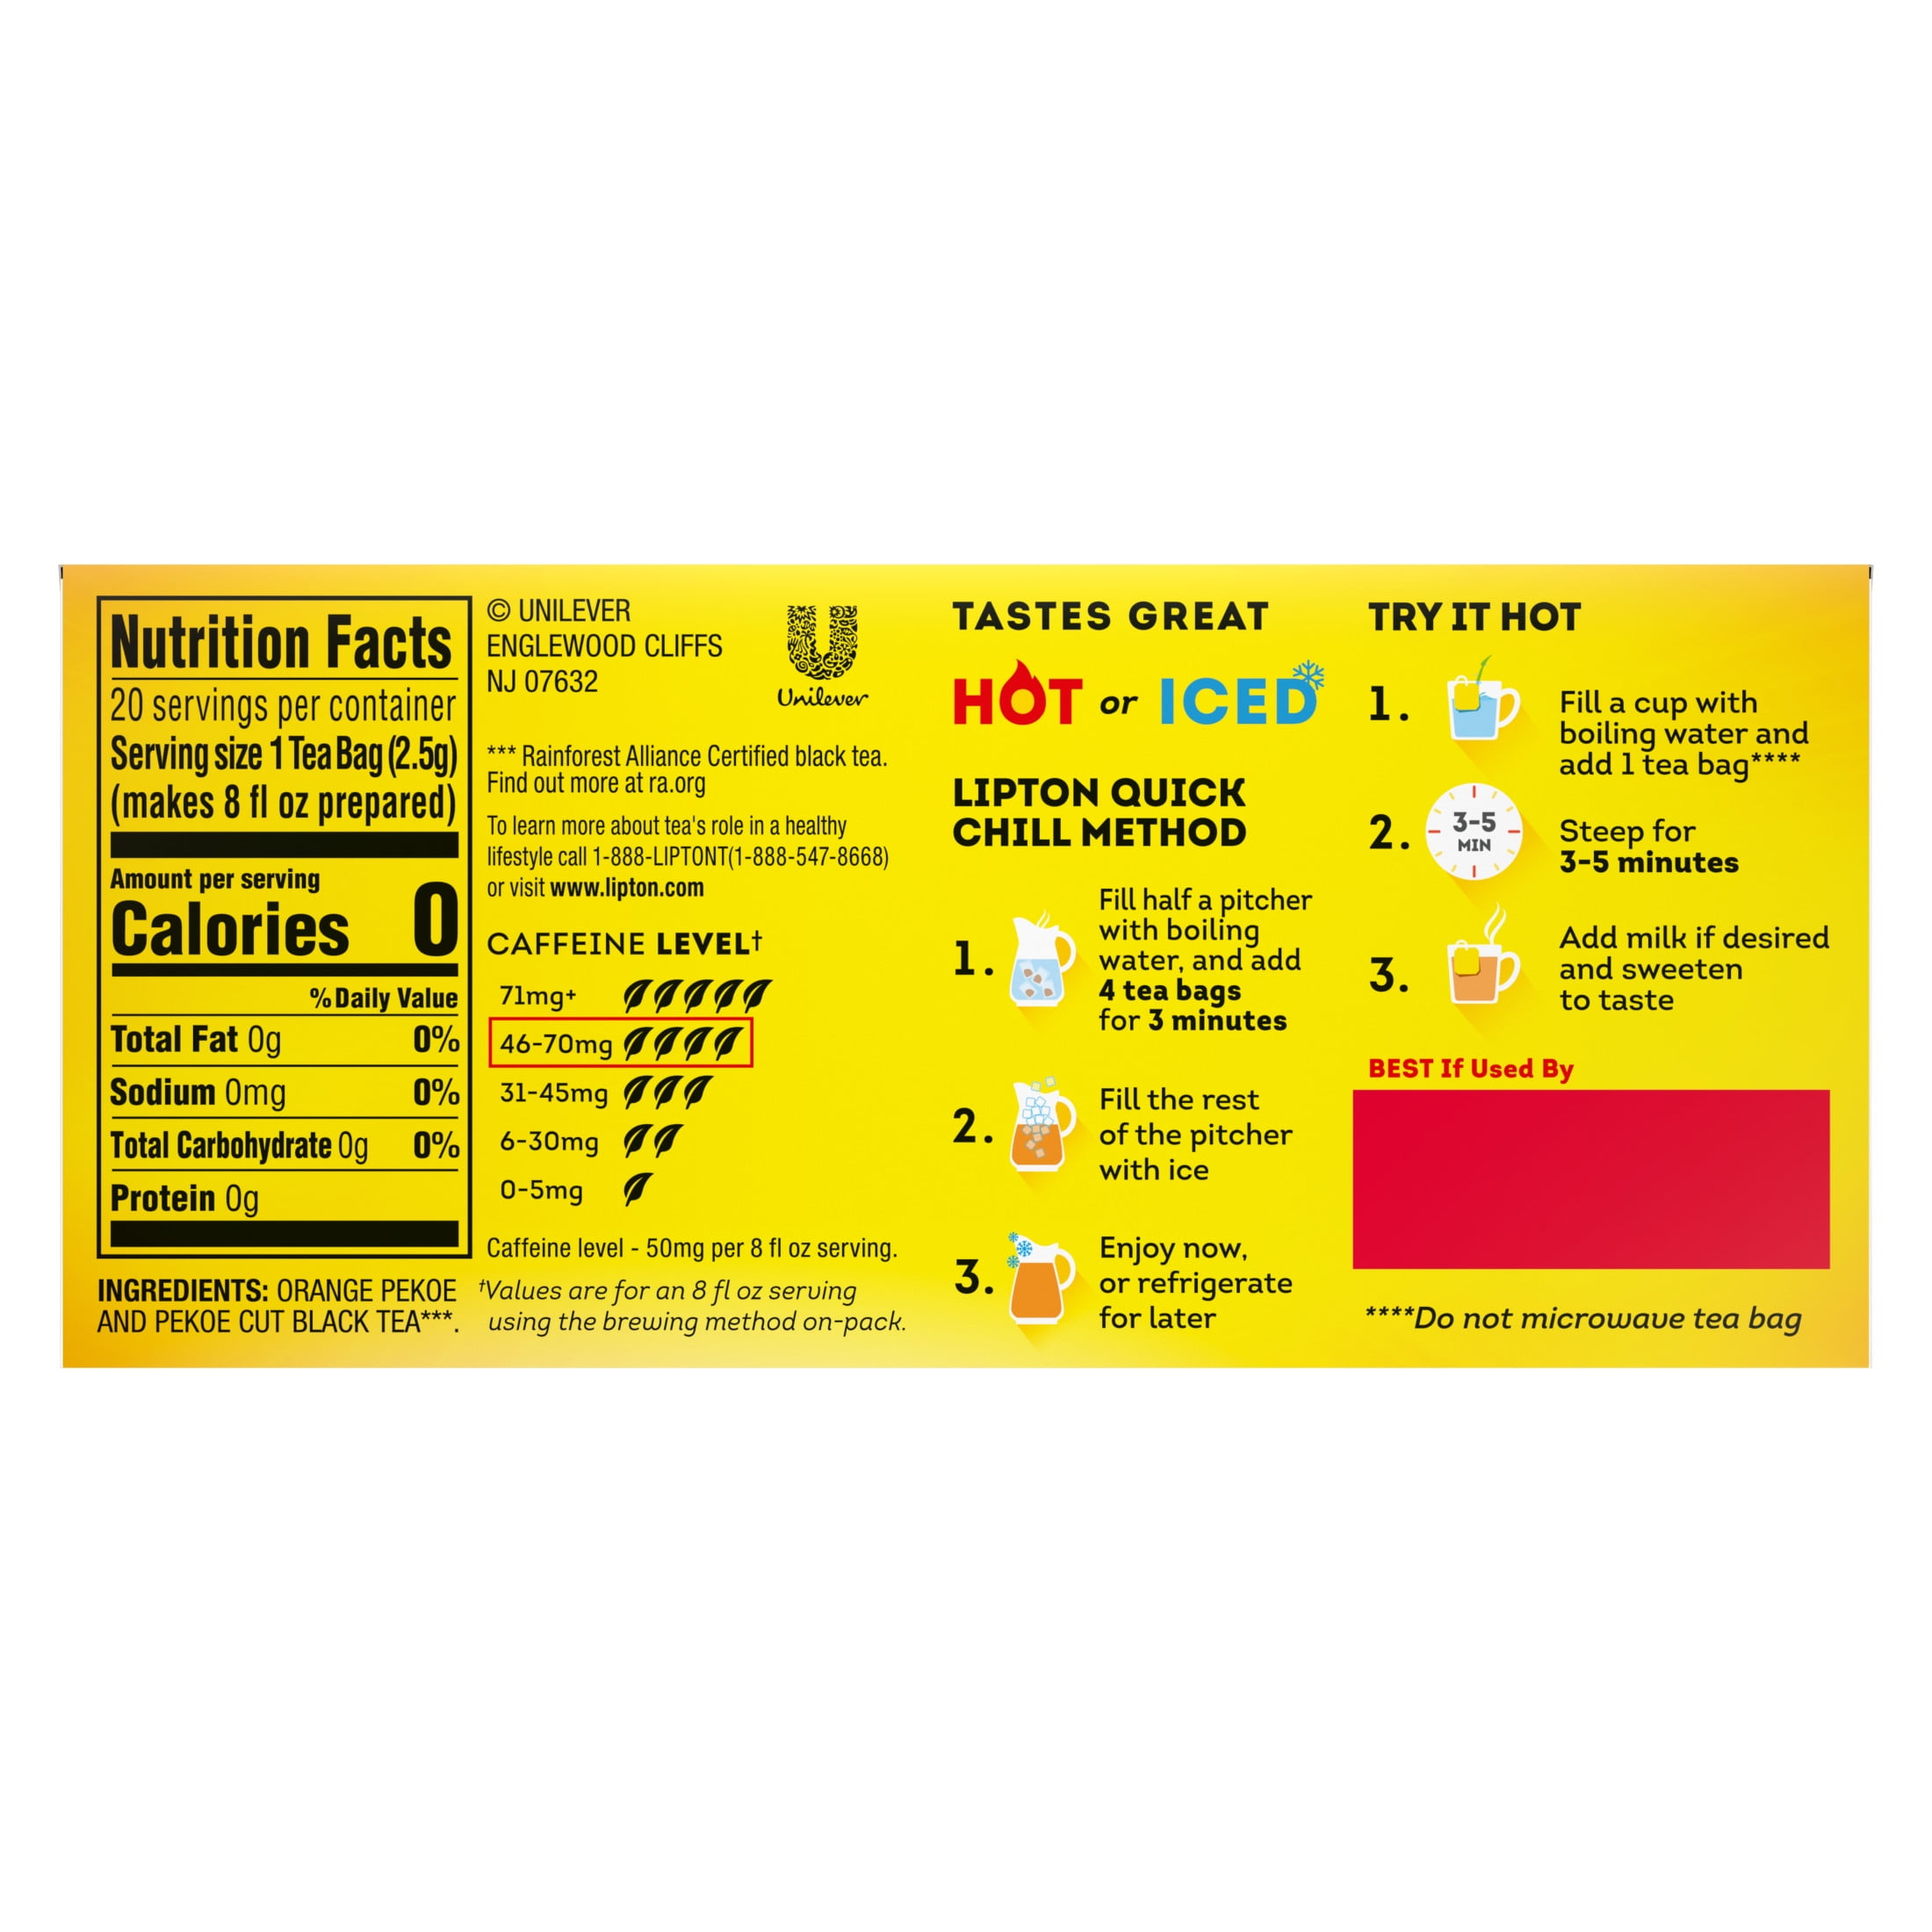 Nutrition Facts
20 servings per container
Serving size 1 Tea Bag (2.5g)
(makes 8 fl oz prepared)
Amount per serving
Calories 0
% Daily Value
Total Fat 0g 0%
Sodium 0mg 0%
Total Carbohydrate 0g 0%
Protein 0g
INGREDIENTS: ORANGE PEKOE
AND PEKOE CUT BLACK TEA***.
© UNILEVER
ENGLEWOOD CLIFFS
NJ 07632
Unilever
*** Rainforest Alliance Certified black tea.
Find out more at ra.org
To learn more about tea's role in a healthy
lifestyle call 1-888-LIPTONT(1-888-547-8668)
or visit www.lipton.com
CAFFEINE LEVEL†
71mg+
46-70mg
31-45mg
6-30mg
0-5mg
Caffeine level - 50mg per 8 fl oz serving.
†Values are for an 8 fl oz serving
using the brewing method on-pack.
TASTES GREAT
HOT or ICED
LIPTON QUICK
CHILL METHOD
1. Fill half a pitcher
with boiling
water, and add
4 tea bags
for 3 minutes
2. Fill the rest
of the pitcher
with ice
3. Enjoy now,
or refrigerate
for later
TRY IT HOT
1. Fill a cup with
boiling water and
add 1 tea bag****
2. 3-5
MIN
Steep for
3-5 minutes
3. Add milk if desired
and sweeten
to taste
BEST If Used By
****Do not microwave tea bag